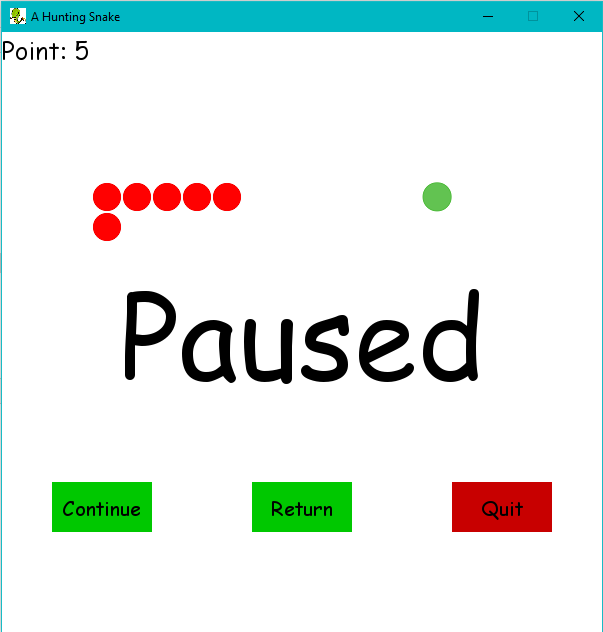 A Hunting Snake
Point: 5
Paused
Continue
Return
Quit